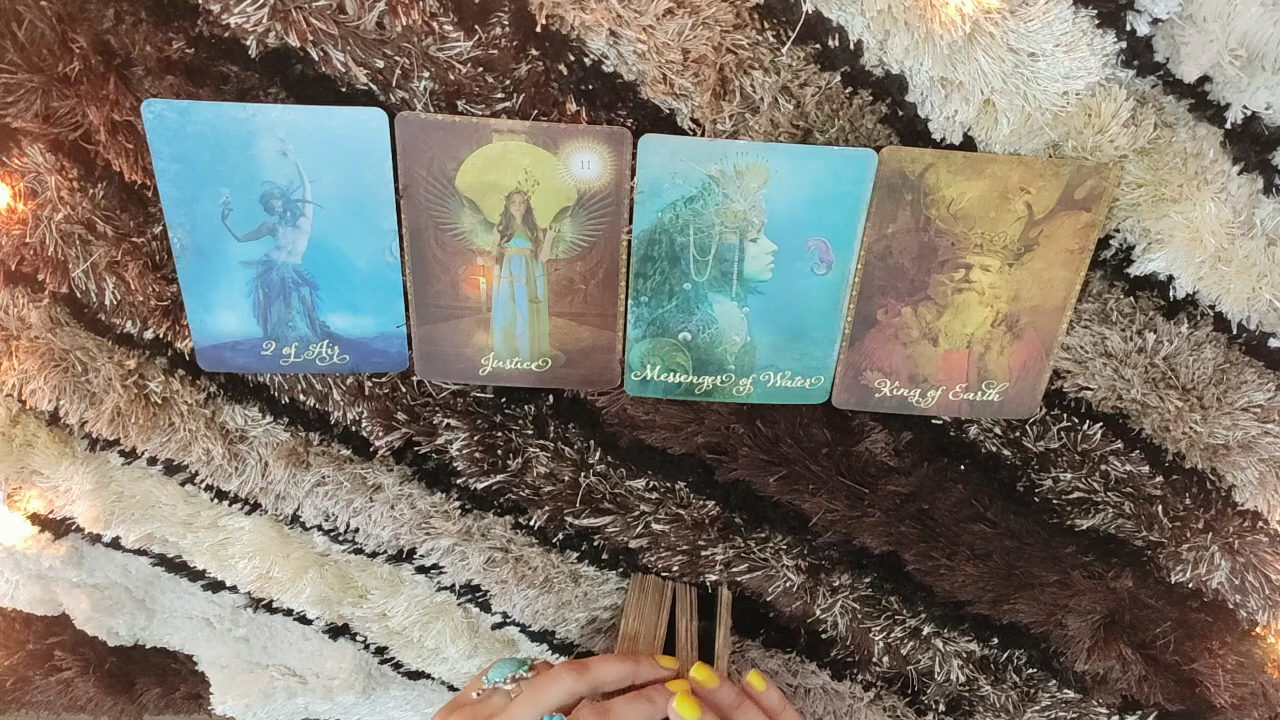 2 of Air
11
Justice
Messenger of Water
King of Earth